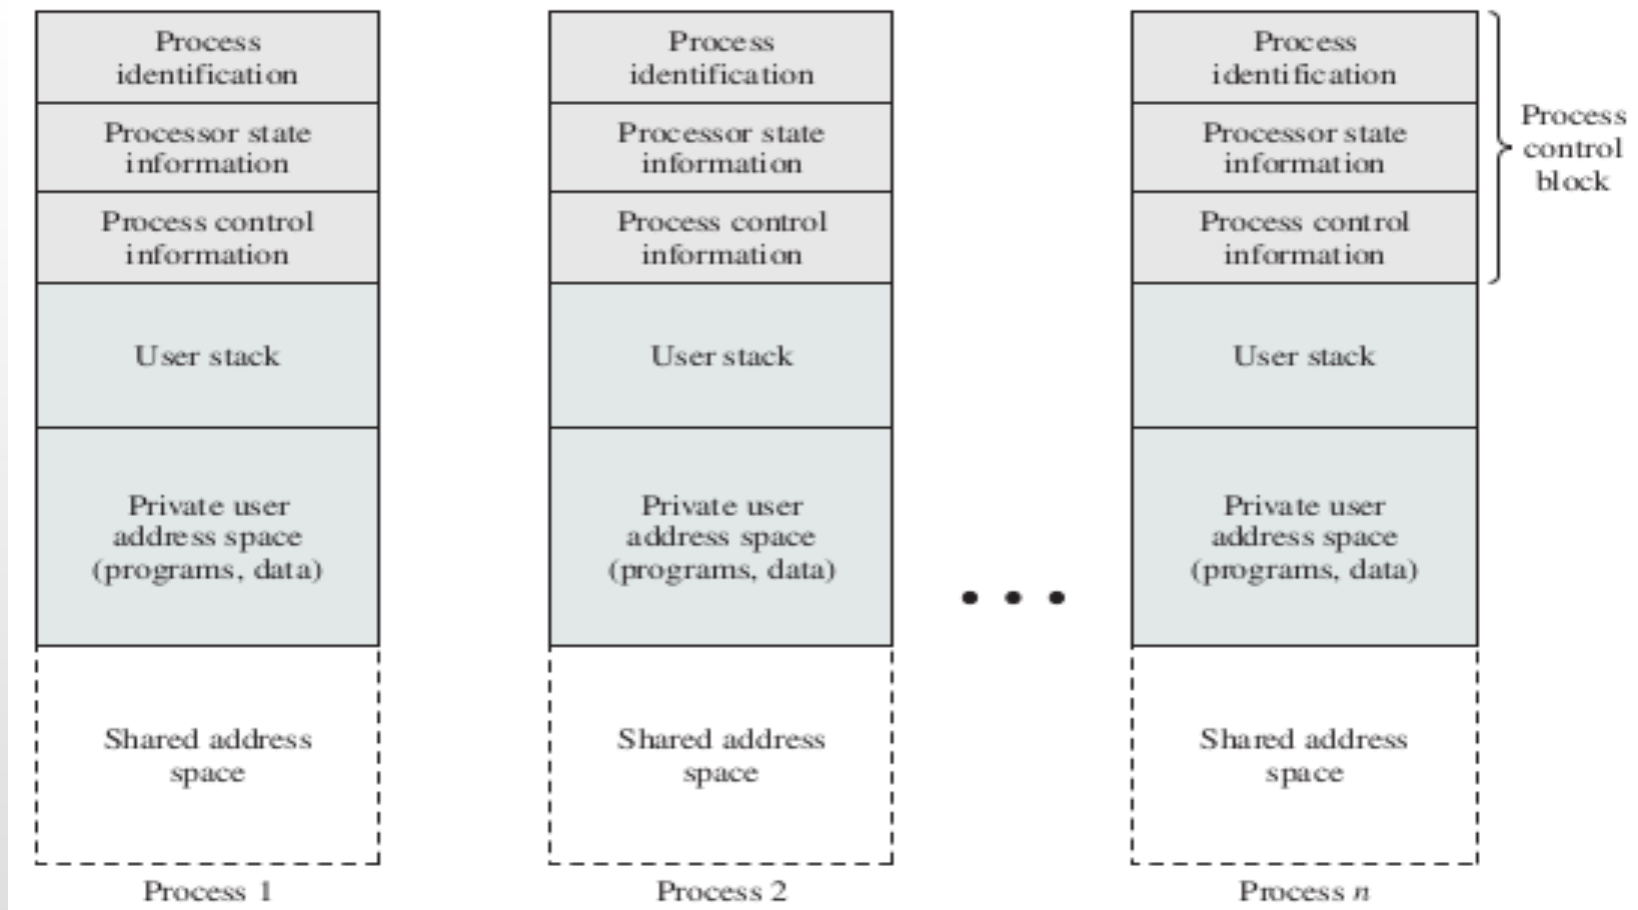 Process
identification
Processor state
information
Process control
information
User stack
Private user
address space
(programs, data)
Shared address
space
Process 1
Process
identification
Processor state
information
Process control
information
User stack
Private user
address space
(programs, data)
Shared address
space
Process 2
Process
identification
Processor state
information
Process control
information
User stack
Private user
address space
(programs, data)
Shared address
space
Process n
Process
control
block